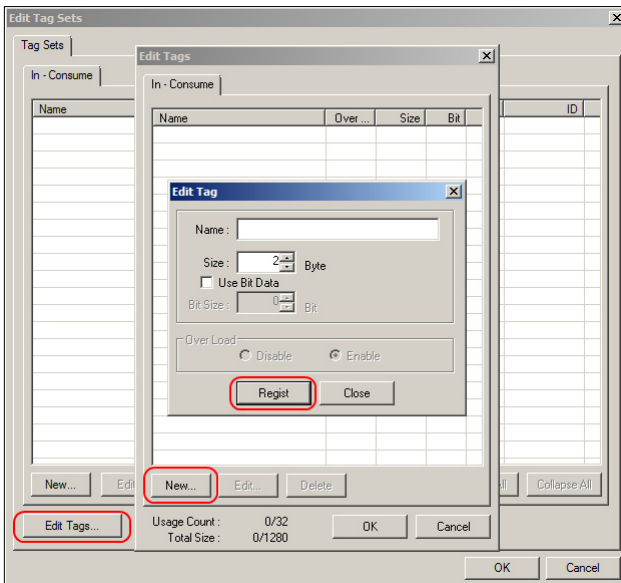 Edit Tag Sets
Tag Sets
In - Consume
Name
ID
New...
Edit
Collapse All
Edit Tags...
OK Cancel
Edit Tags
In - Consume
Name Over ... Size Bit
New... Edit... Delete
Usage Count : 0/32
Total Size : 0/1280
OK Cancel
Edit Tag
Name :
Size : 2 Byte
Use Bit Data
Bit Size : 0 Bit
Over Load
Disable Enable
Regist Close